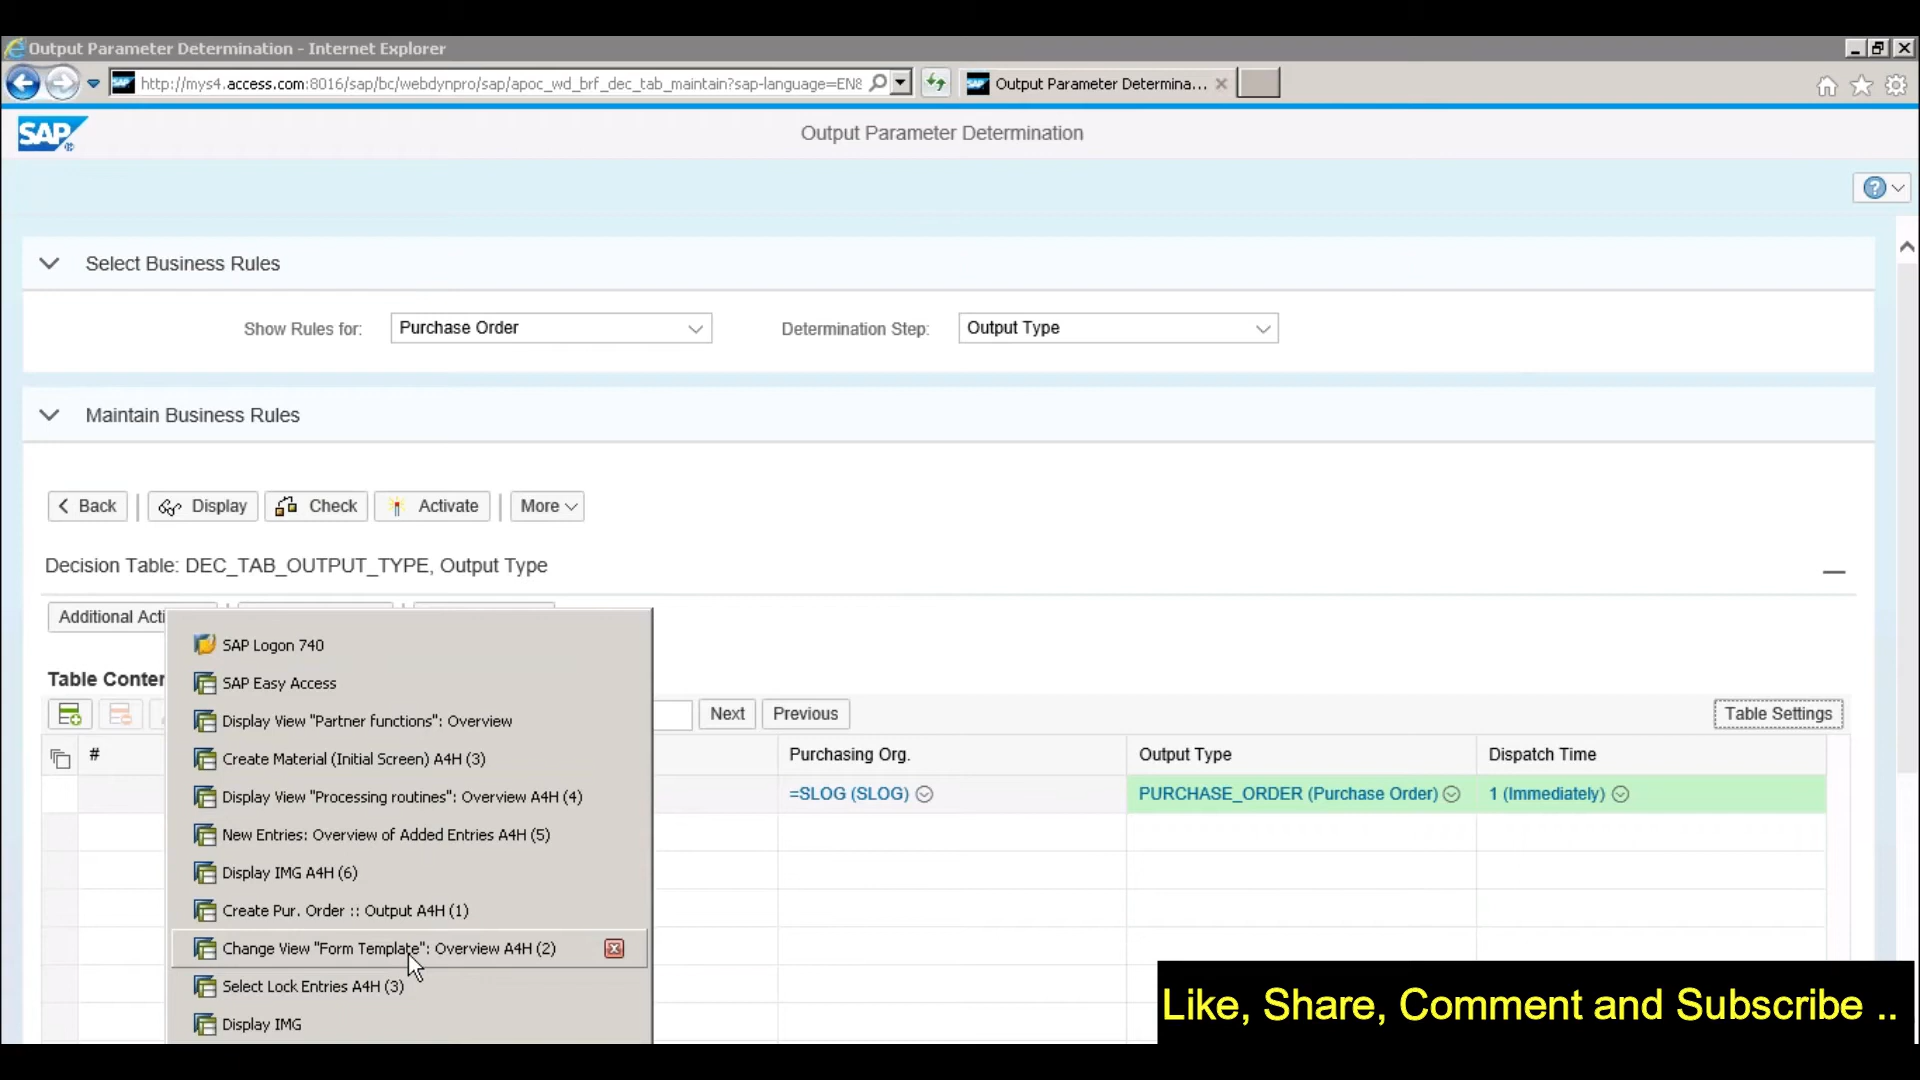 Output Parameter Determination - Internet Explorer
http://mys4.access.com:8016/sap/bc/webdynpro/sap/apoc_wd_brf_dec_tab_maintain?sap-language=EN&
Output Parameter Determina...
SAP
Output Parameter Determination
Select Business Rules
Show Rules for: Purchase Order Determination Step: Output Type
Maintain Business Rules
Back Display Check Activate More
Decision Table: DEC_TAB_OUTPUT_TYPE, Output Type
Additional Acti
SAP Logon 740
Table Conten
SAP Easy Access
Display View "Partner functions": Overview
Next Previous Table Settings
# Purchasing Org. Output Type Dispatch Time
Create Material (Initial Screen) A4H (3)
=SLOG (SLOG) PURCHASE_ORDER (Purchase Order) 1 (Immediately)
Display View "Processing routines": Overview A4H (4)
New Entries: Overview of Added Entries A4H (5)
Display IMG A4H (6)
Create Pur. Order :: Output A4H (1)
Change View "Form Template": Overview A4H (2)
Select Lock Entries A4H (3)
Display IMG
Like, Share, Comment and Subscribe ..